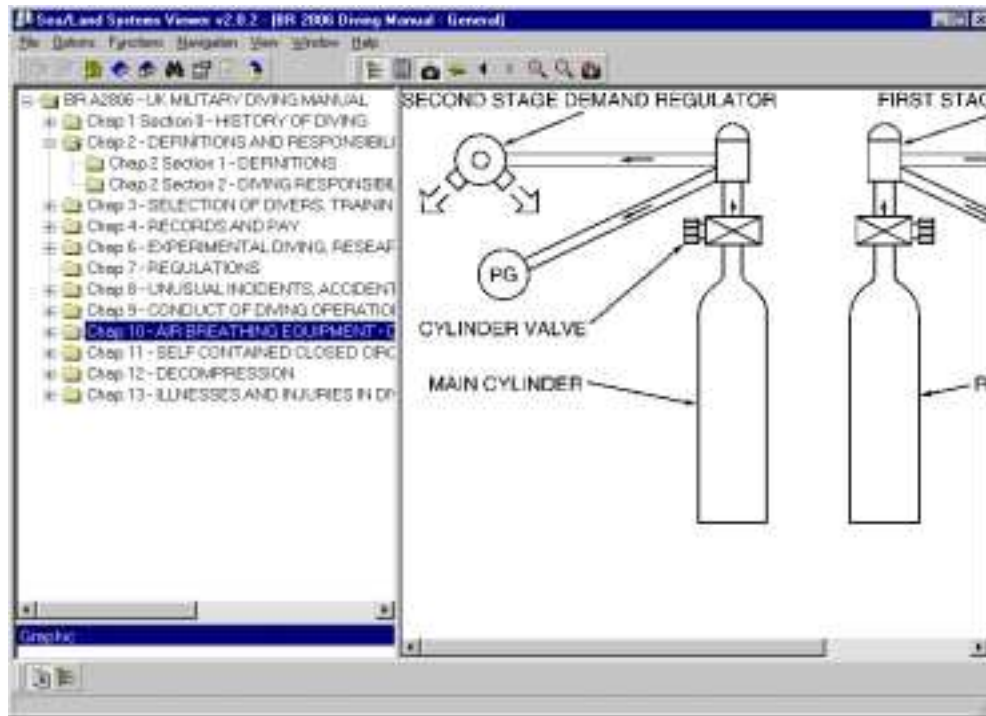 Sea/Land Systems Viewer v2.0.2 - [BR 2806 Diving Manual - General]
File Options Functions Navigation View Window Help
BR A2806 - UK MILITARY DIVING MANUAL
Chap 1 Section II - HISTORY OF DIVING
Chap 2 - DEFINITIONS AND RESPONSIBILI
Chap 2 Section 1 - DEFINITIONS
Chap 2 Section 2 - DIVING RESPONSIBIL
Chap 3 - SELECTION OF DIVERS, TRAININ
Chap 4 - RECORDS AND PAY
Chap 6 - EXPERIMENTAL DIVING, RESEAR
Chap 7 - REGULATIONS
Chap 8 - UNUSUAL INCIDENTS, ACCIDENT
Chap 9 - CONDUCT OF DIVING OPERATIO
Chap 10 - AIR BREATHING EQUIPMENT -
Chap 11 - SELF CONTAINED CLOSED CIRC
Chap 12 - DECOMPRESSION
Chap 13 - ILLNESSES AND INJURIES IN DI
Graphic
SECOND STAGE DEMAND REGULATOR
FIRST STAG
PG
CYLINDER VALVE
MAIN CYLINDER
R